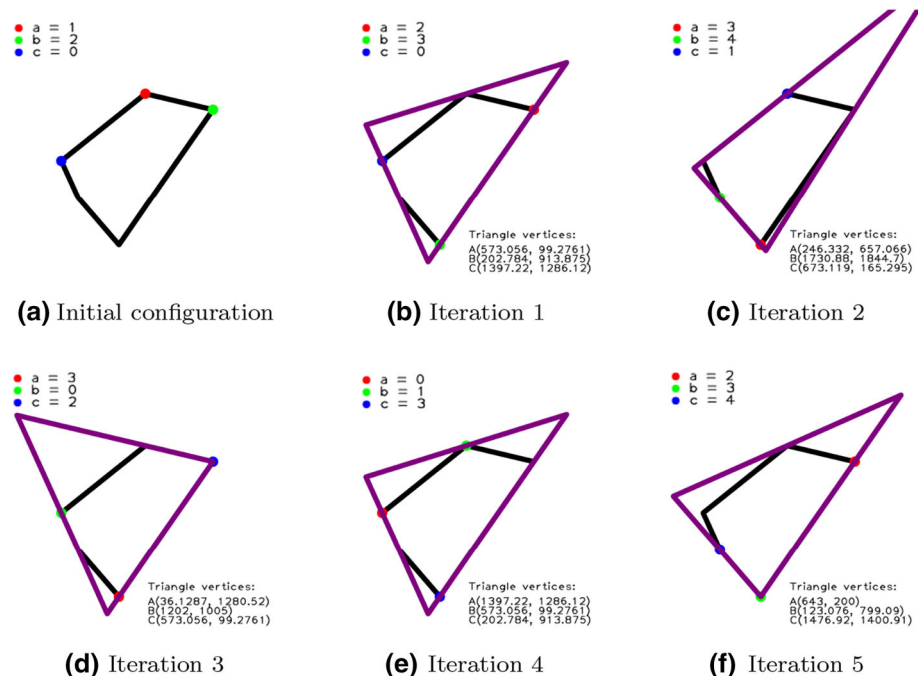 a = 1
b = 2
c = 0
(a) Initial configuration
a = 2
b = 3
c = 0
Triangle vertices:
A(573.056, 99.2761)
B(202.784, 913.875)
C(1397.22, 1286.12)
(b) Iteration 1
a = 3
b = 4
c = 1
Triangle vertices:
A(246.332, 657.066)
B(1730.88, 1844.7)
C(673.119, 165.295)
(c) Iteration 2
a = 3
b = 0
c = 2
Triangle vertices:
A(36.1287, 1280.52)
B(1202, 1005)
C(573.056, 99.2761)
(d) Iteration 3
a = 0
b = 1
c = 3
Triangle vertices:
A(1397.22, 1286.12)
B(573.056, 99.2761)
C(202.784, 913.875)
(e) Iteration 4
a = 2
b = 3
c = 4
Triangle vertices:
A(643, 200)
B(123.076, 799.09)
C(1476.92, 1400.91)
(f) Iteration 5